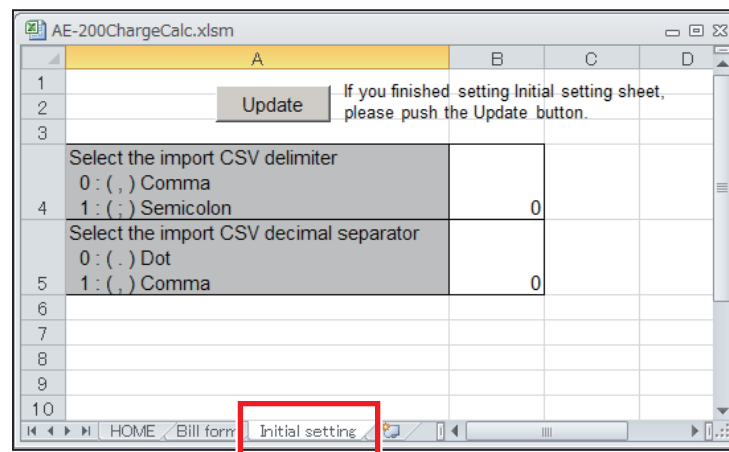 AE-200ChargeCalc.xlsm
A B C D
1
2
3
Update
If you finished setting Initial setting sheet,
please push the Update button.
Select the import CSV delimiter
0 : ( , ) Comma
4 1 : ( ; ) Semicolon 0
Select the import CSV decimal separator
0 : ( . ) Dot
5 1 : ( , ) Comma 0
6
7
8
9
10
HOME Bill form Initial setting